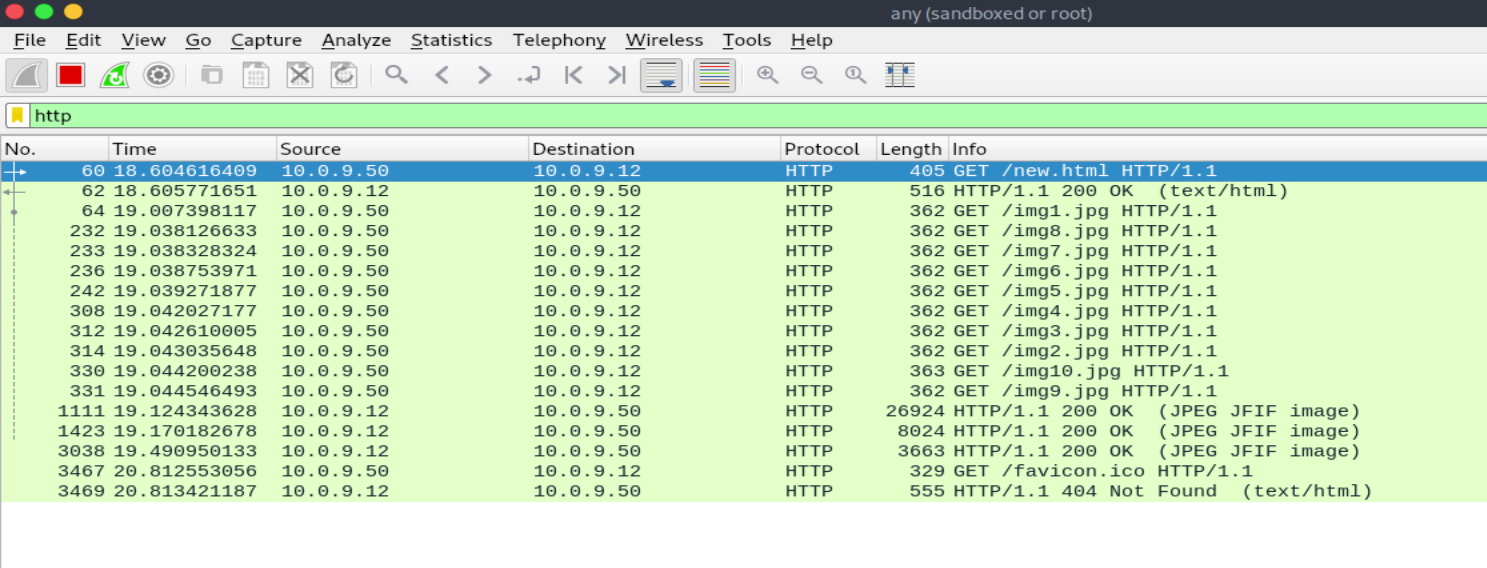 any (sandboxed or root)
File Edit View Go Capture Analyze Statistics Telephony Wireless Tools Help
http
No. Time Source Destination Protocol Length Info
60 18.604616409 10.0.9.50 10.0.9.12 HTTP 405 GET /new.html HTTP/1.1
62 18.605771651 10.0.9.12 10.0.9.50 HTTP 516 HTTP/1.1 200 OK (text/html)
64 19.007398117 10.0.9.50 10.0.9.12 HTTP 362 GET /img1.jpg HTTP/1.1
232 19.038126633 10.0.9.50 10.0.9.12 HTTP 362 GET /img8.jpg HTTP/1.1
233 19.038328324 10.0.9.50 10.0.9.12 HTTP 362 GET /img7.jpg HTTP/1.1
236 19.038753971 10.0.9.50 10.0.9.12 HTTP 362 GET /img6.jpg HTTP/1.1
242 19.039271877 10.0.9.50 10.0.9.12 HTTP 362 GET /img5.jpg HTTP/1.1
308 19.042027177 10.0.9.50 10.0.9.12 HTTP 362 GET /img4.jpg HTTP/1.1
312 19.042610005 10.0.9.50 10.0.9.12 HTTP 362 GET /img3.jpg HTTP/1.1
314 19.043035648 10.0.9.50 10.0.9.12 HTTP 362 GET /img2.jpg HTTP/1.1
330 19.044200238 10.0.9.50 10.0.9.12 HTTP 363 GET /img10.jpg HTTP/1.1
331 19.044546493 10.0.9.50 10.0.9.12 HTTP 362 GET /img9.jpg HTTP/1.1
1111 19.124343628 10.0.9.12 10.0.9.50 HTTP 26924 HTTP/1.1 200 OK (JPEG JFIF image)
1423 19.170182678 10.0.9.12 10.0.9.50 HTTP 8024 HTTP/1.1 200 OK (JPEG JFIF image)
3038 19.490950133 10.0.9.12 10.0.9.50 HTTP 3663 HTTP/1.1 200 OK (JPEG JFIF image)
3467 20.812553056 10.0.9.50 10.0.9.12 HTTP 329 GET /favicon.ico HTTP/1.1
3469 20.813421187 10.0.9.12 10.0.9.50 HTTP 555 HTTP/1.1 404 Not Found (text/html)